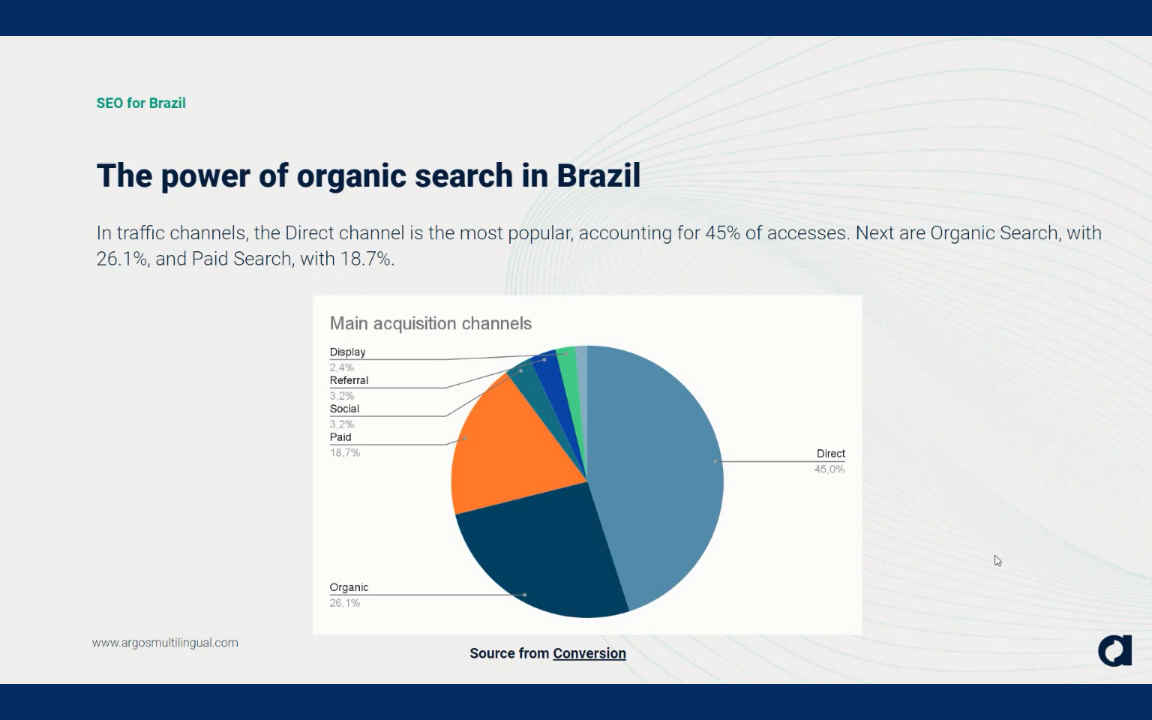 SEO for Brazil
The power of organic search in Brazil
In traffic channels, the Direct channel is the most popular, accounting for 45% of accesses. Next are Organic Search, with
26.1%, and Paid Search, with 18.7%.
Main acquisition channels
Display
2,4%
Referral
3,2%
Social
3,2%
Paid
18,7%
Direct
45,0%
Organic
26,1%
www.argosmultilingual.com
Source from Conversion